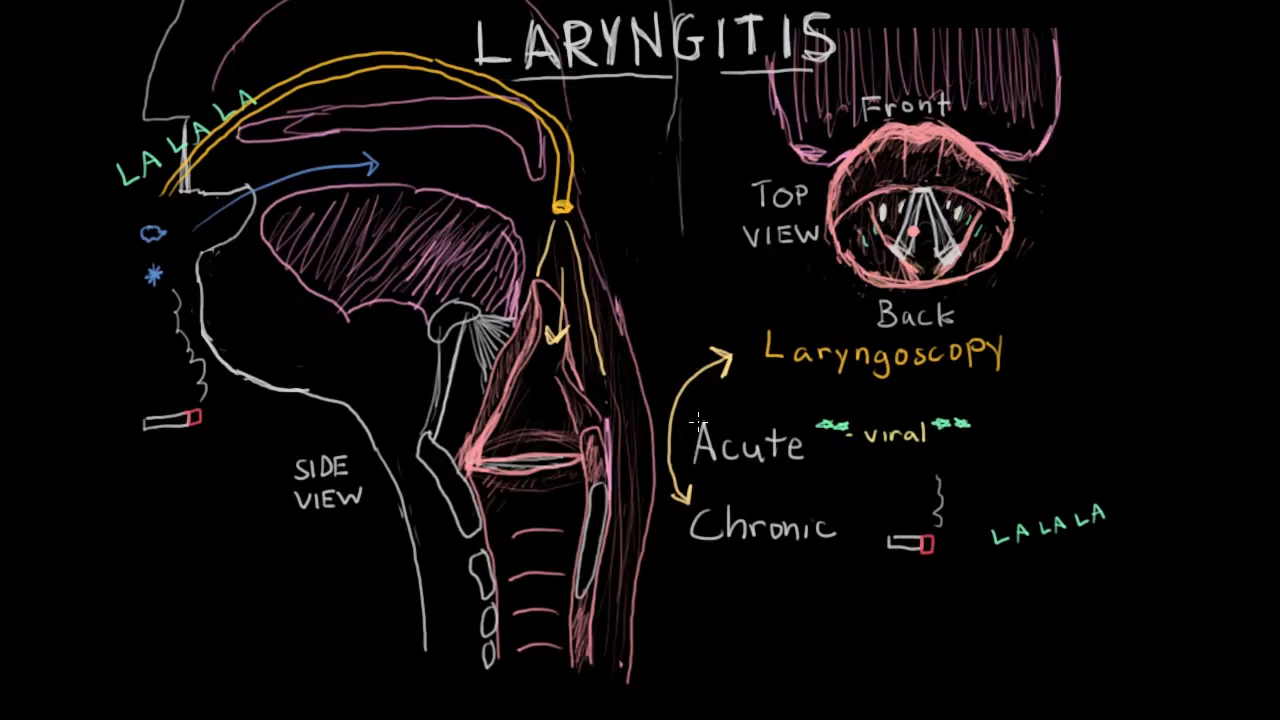 LARYNGITIS
LA LA LA
Front
TOP
VIEW
Back
Laryngoscopy
Acute - viral
SIDE
VIEW
Chronic
LA LA LA